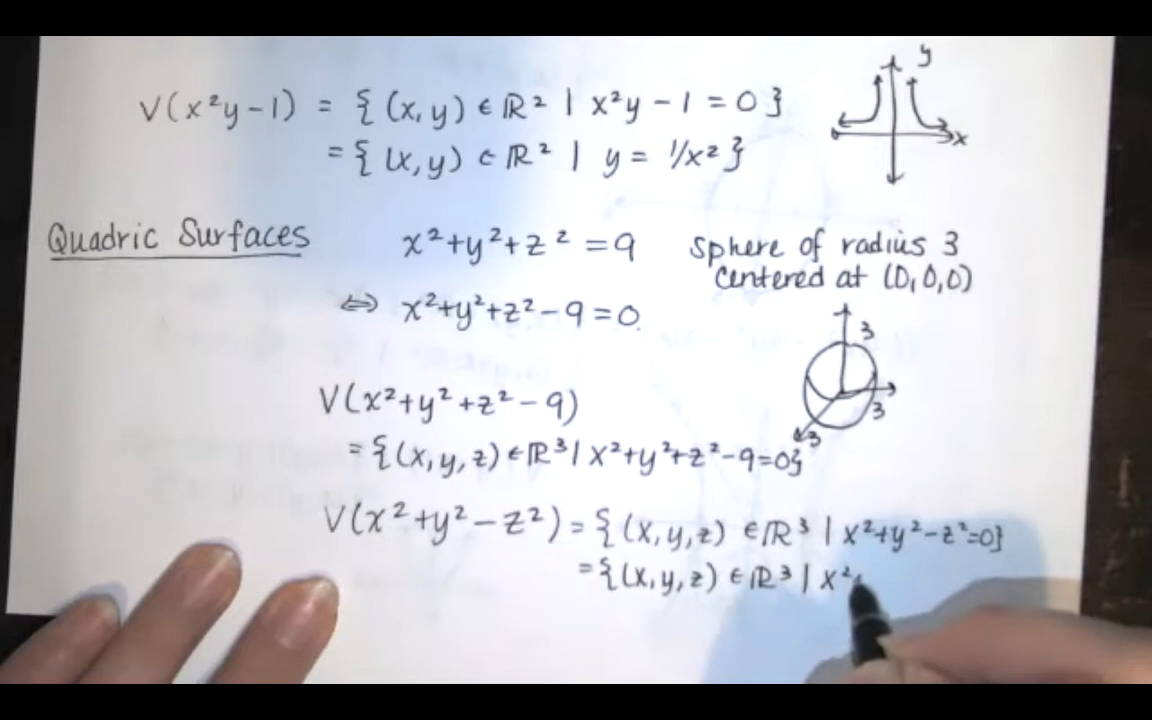 y
V(x²y-1) = {(x,y) ∈ ℝ² | x²y - 1 = 0}
x
= {(x,y) ∈ ℝ² | y = 1/x²}
Quadric Surfaces
x²+y²+z² = 9
Sphere of radius 3
centered at (0,0,0)
⇔ x²+y²+z²-9=0.
3
3
3
V(x²+y²+z²-9)
= {(x,y,z) ∈ ℝ³ | x²+y²+z²-9=0}
V(x²+y²-z²) = {(x,y,z) ∈ ℝ³ | x²+y²-z²=0}
= {(x,y,z) ∈ ℝ³ | x²